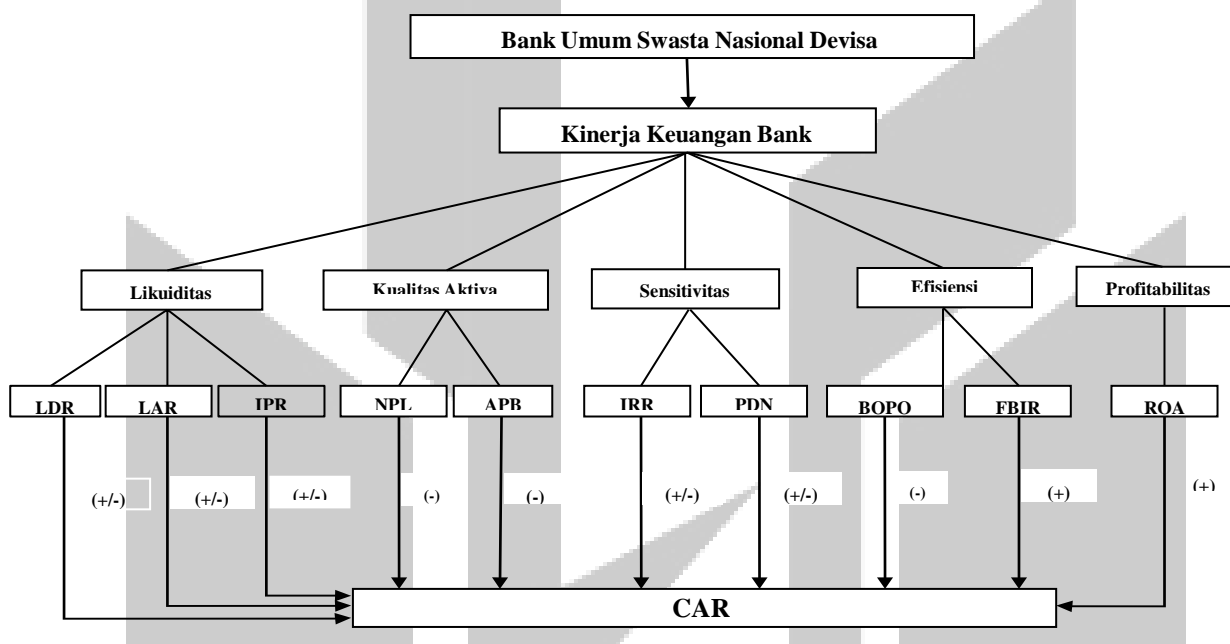 Bank Umum Swasta Nasional Devisa
Kinerja Keuangan Bank
Likuiditas
Kualitas Aktiva
Sensitivitas
Efisiensi
Profitabilitas
LDR
LAR
IPR
NPL
APB
IRR
PDN
BOPO
FBIR
ROA
(+/-)
(+/-)
(+/-)
(-)
(-)
(+/-)
(+/-)
(-)
(+)
(+)
CAR